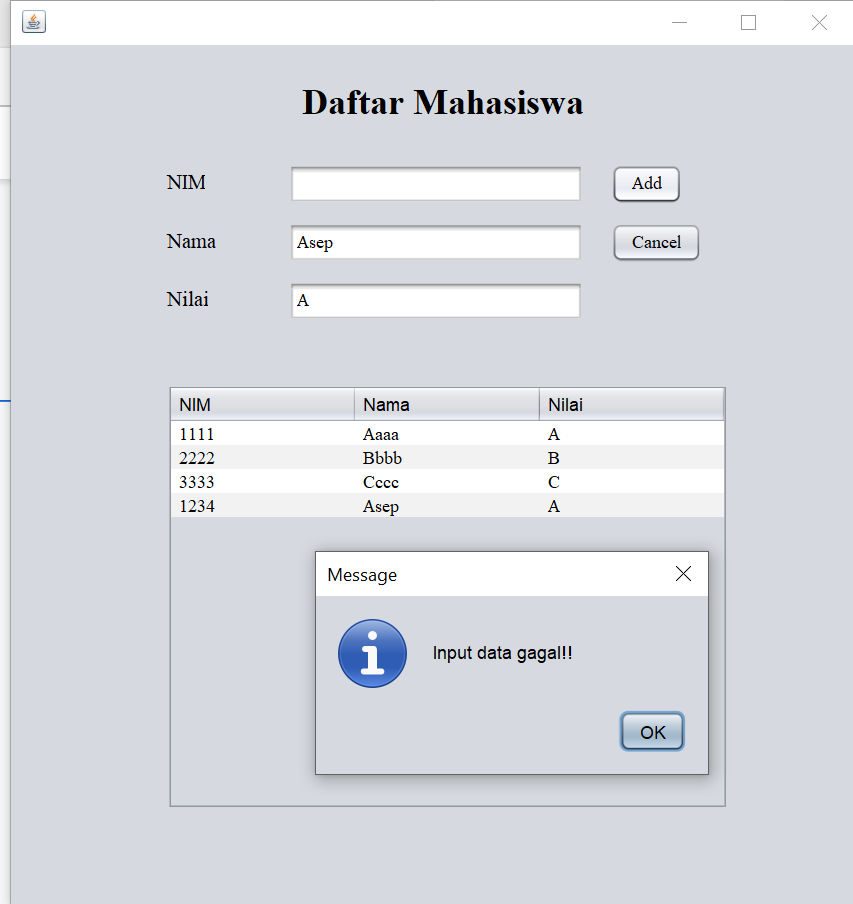 Daftar Mahasiswa
NIM Add
Nama Asep Cancel
Nilai A
NIM Nama Nilai
1111 Aaaa A
2222 Bbbb B
3333 Cccc C
1234 Asep A
Message
Input data gagal!!
OK